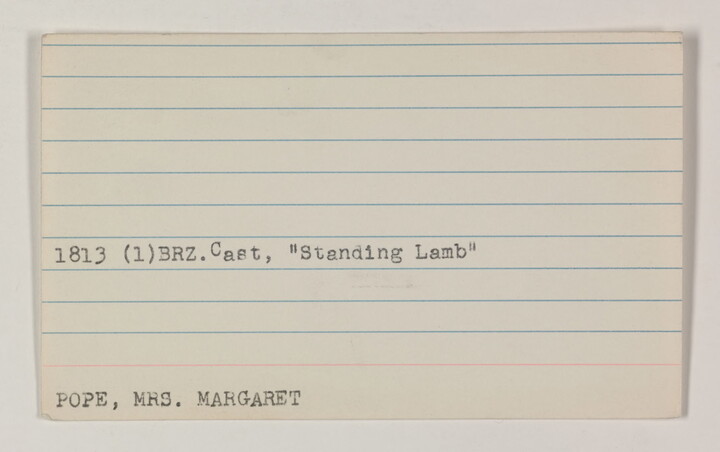 1813 (1)BRZ.Cast, "Standing Lamb"
POPE, MRS. MARGARET